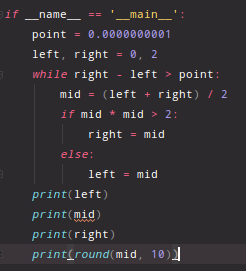 if __name__ == '__main__':
    point = 0.0000000001
    left, right = 0, 2
    while right - left > point:
        mid = (left + right) / 2
        if mid * mid > 2:
            right = mid
        else:
            left = mid
    print(left)
    print(mid)
    print(right)
    print(round(mid, 10))